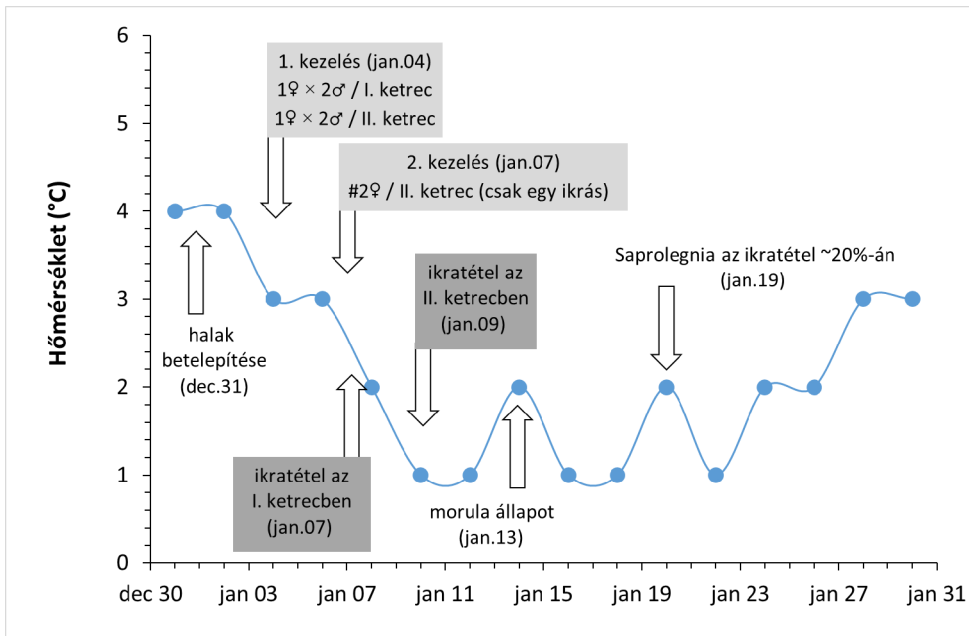 6
5
4
3
2
1
0
Hőmérséklet (°C)
1. kezelés (jan.04)
1♀ × 2♂ / I. ketrec
1♀ × 2♂ / II. ketrec
2. kezelés (jan.07)
#2♀ / II. ketrec (csak egy ikrás)
halak
betelepítése
(dec.31)
ikratétel az
II. ketrecben
(jan.09)
Saprolegnia az ikratétel ~20%-án
(jan.19)
ikratétel az
I. ketrecben
(jan.07)
morula állapot
(jan.13)
dec 30 jan 03 jan 07 jan 11 jan 15 jan 19 jan 23 jan 27 jan 31